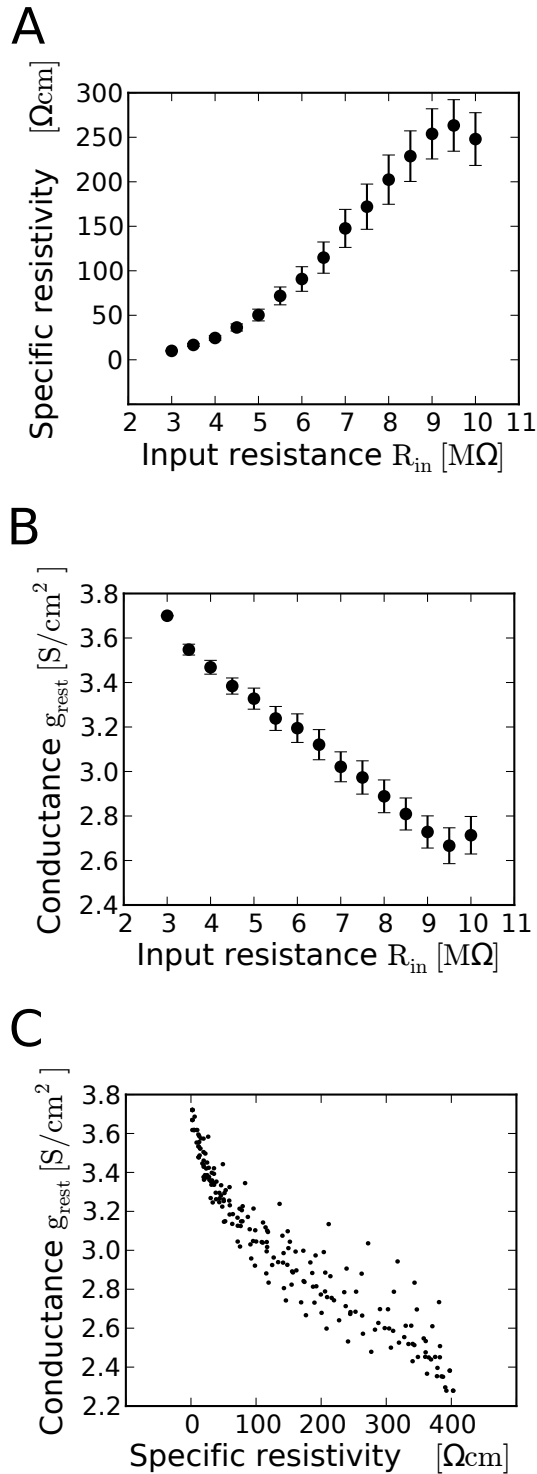 A
Specific resistivity [Ωcm]
300
250
200
150
100
50
0
2 3 4 5 6 7 8 9 10 11
Input resistance R_in [MΩ]
B
Conductance g_rest [S/cm²]
3.8
3.6
3.4
3.2
3.0
2.8
2.6
2.4
2 3 4 5 6 7 8 9 10 11
Input resistance R_in [MΩ]
C
Conductance g_rest [S/cm²]
3.8
3.6
3.4
3.2
3.0
2.8
2.6
2.4
2.2
0 100 200 300 400
Specific resistivity [Ωcm]